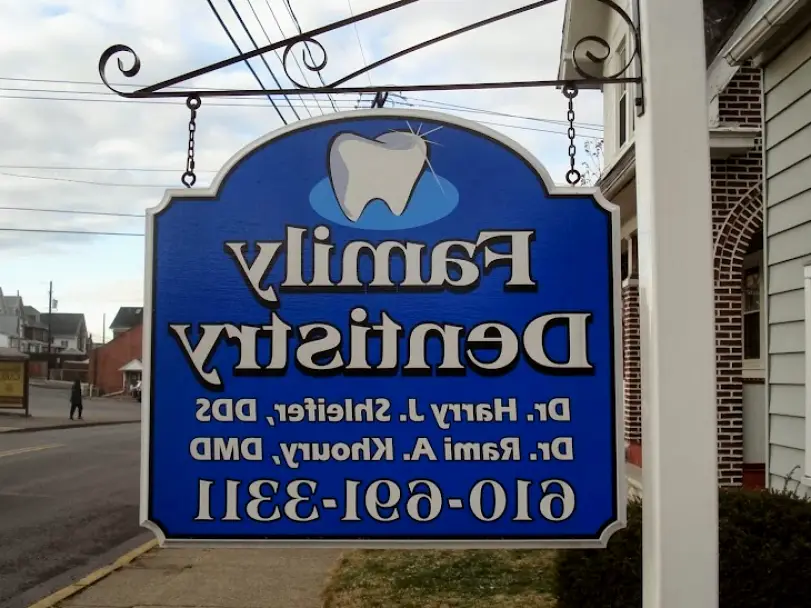 Family
Dentistry
Dr. Harry J. Shleifer, DDS
Dr. Rami A. Khoury, DMD
610-691-3311